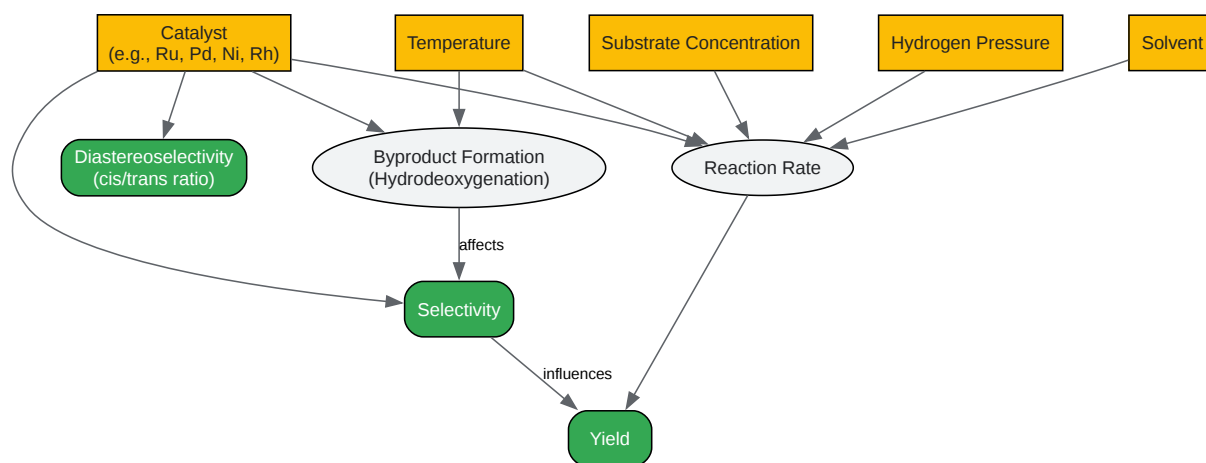 Catalyst
(e.g., Ru, Pd, Ni, Rh)
Temperature
Substrate Concentration
Hydrogen Pressure
Solvent
Diastereoselectivity
(cis/trans ratio)
Byproduct Formation
(Hydrodeoxygenation)
Reaction Rate
affects
Selectivity
influences
Yield